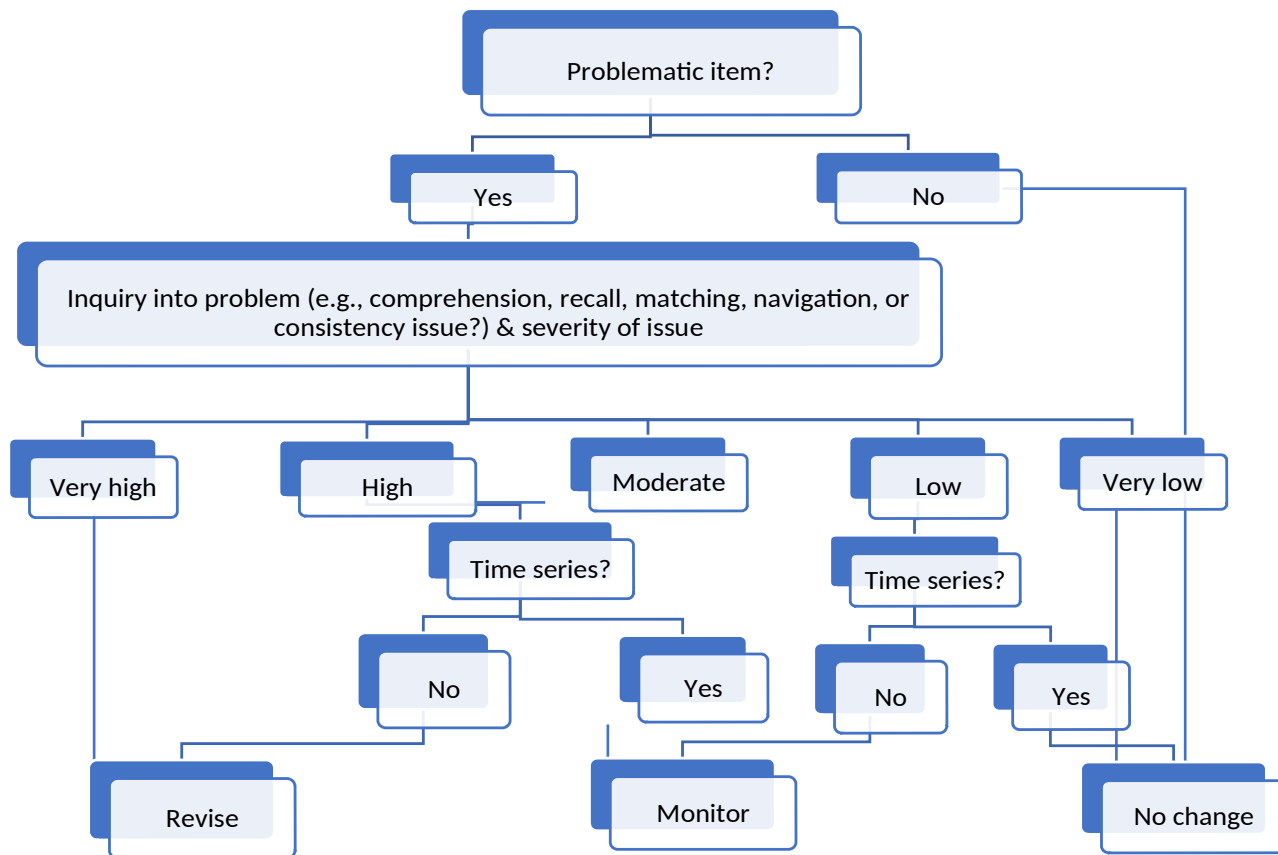 Problematic item?
Yes
No
Inquiry into problem (e.g., comprehension, recall, matching, navigation, or
consistency issue?) & severity of issue
Very high
High
Moderate
Low
Very low
Time series?
Time series?
No
Yes
No
Yes
Revise
Monitor
No change